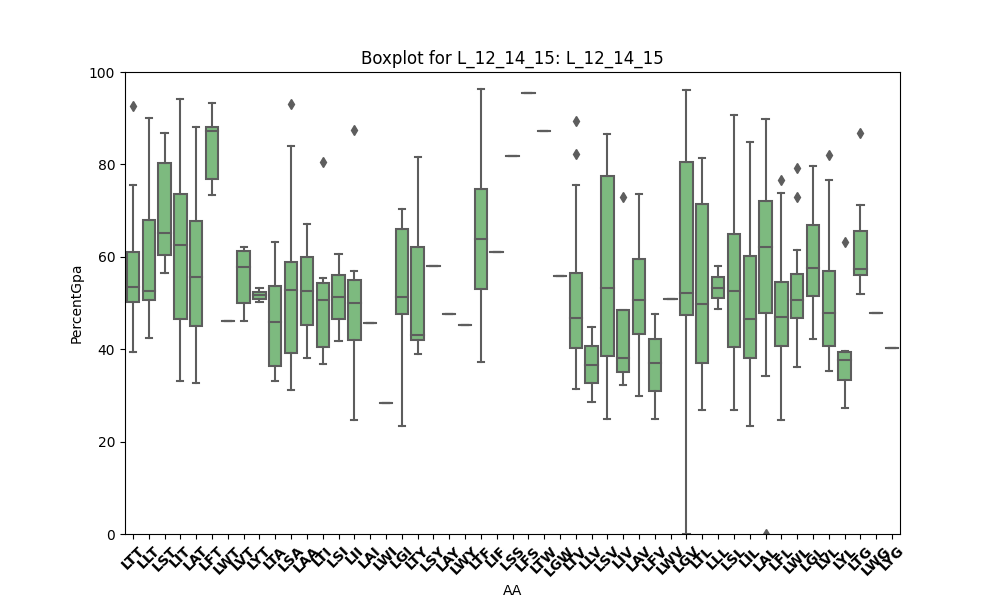 Boxplot for L_12_14_15: L_12_14_15
PercentGpa
100
80
60
40
20
0
LTT
LLT
LST
LIT
LAT
LFT
LWT
LVT
LYT
LTA
LSA
LAA
LTI
LSI
LII
LAI
LWI
LGI
LTY
LSY
LAY
LWY
LTF
LIF
LSS
LFS
LTW
LGW
LTV
LLV
LSV
LIV
LAV
LFV
LWV
LGV
LTL
LLL
LSL
LIL
LAL
LFL
LWL
LGL
LVL
LYL
LTG
LWG
LYG
AA